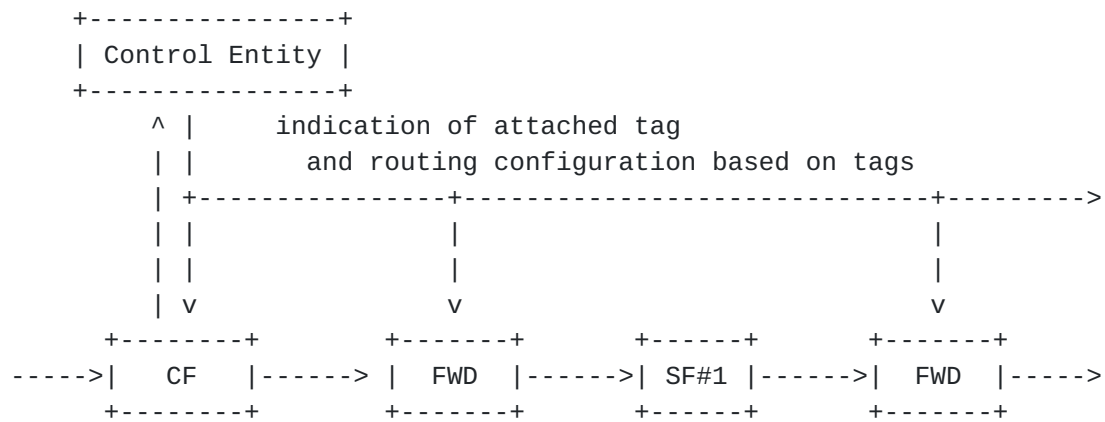 Control Entity
indication of attached tag
and routing configuration based on tags
CF FWD SF#1 FWD